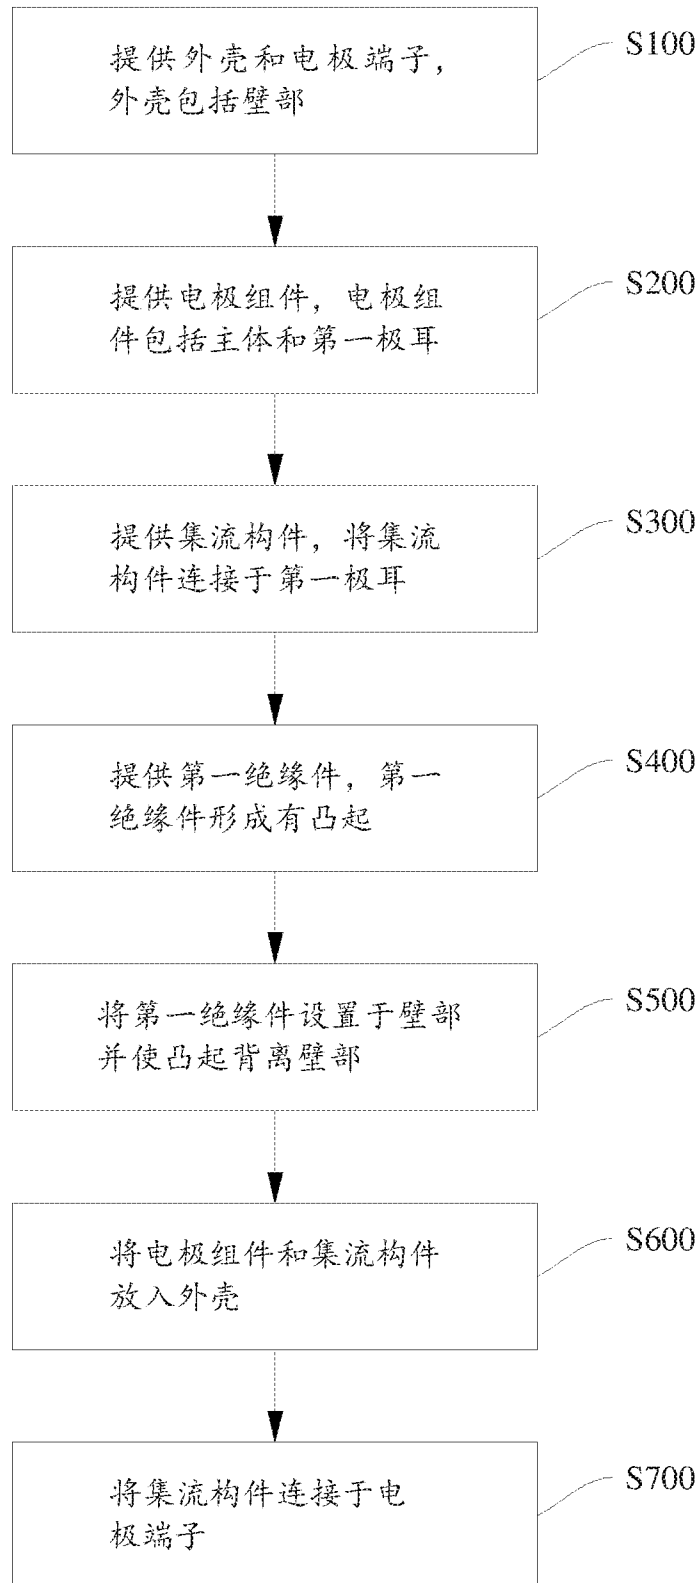 提供外壳和电极端子，
外壳包括壁部
S100
提供电极组件，电极组
件包括主体和第一极耳
S200
提供集流构件，将集流
构件连接于第一极耳
S300
提供第一绝缘件，第一
绝缘件形成有凸起
S400
将第一绝缘件设置于壁部
并使凸起背离壁部
S500
将电极组件和集流构件
放入外壳
S600
将集流构件连接于电
极端子
S700